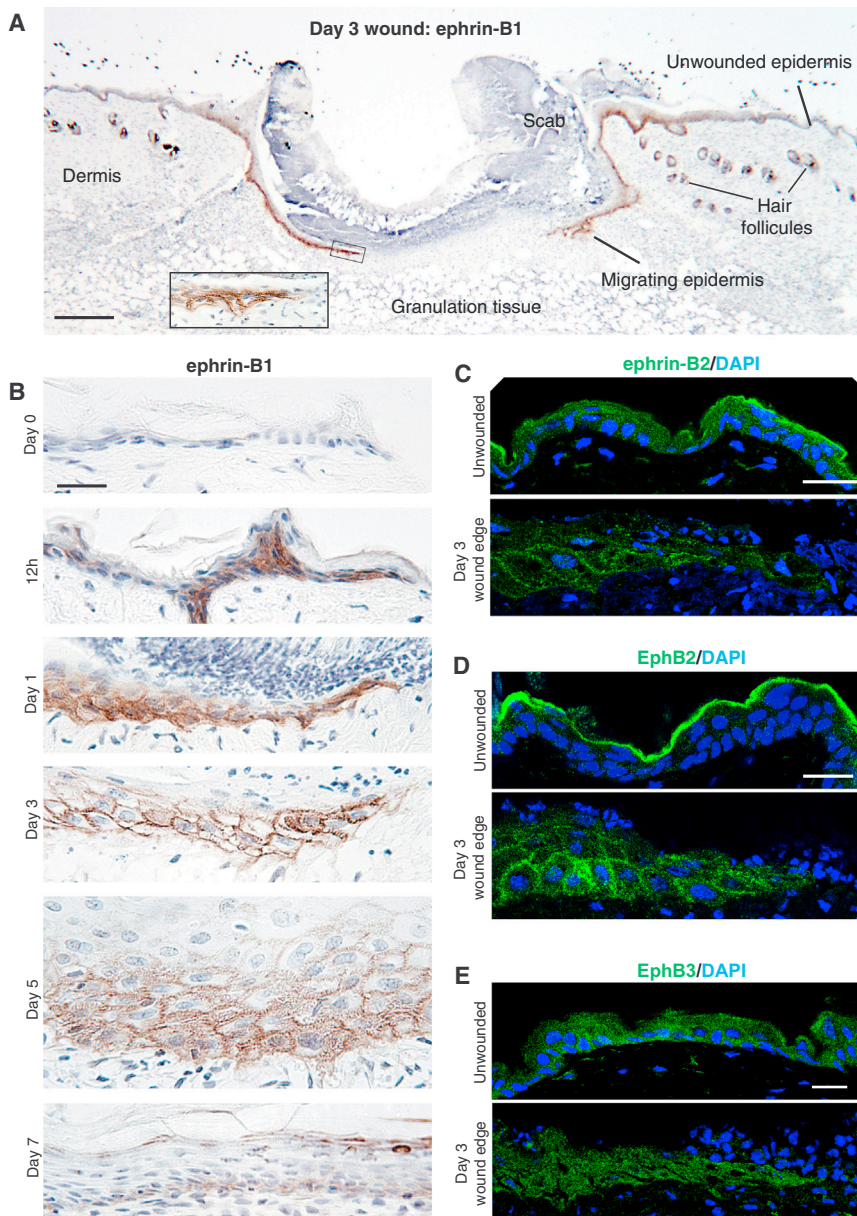 A
Day 3 wound: ephrin-B1
Unwounded epidermis
Scab
Dermis
Hair
follicules
Migrating epidermis
Granulation tissue
B
ephrin-B1
Day 0
12h
Day 1
Day 3
Day 5
Day 7
C
ephrin-B2/DAPI
Unwounded
Day 3
wound edge
D
EphB2/DAPI
Unwounded
Day 3
wound edge
E
EphB3/DAPI
Unwounded
Day 3
wound edge